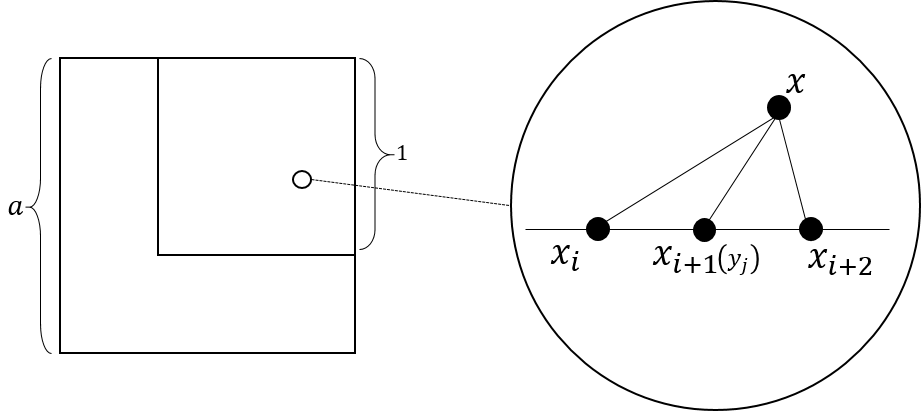 x
1
a
x_i
x_{i+1}(y_j)
x_{i+2}